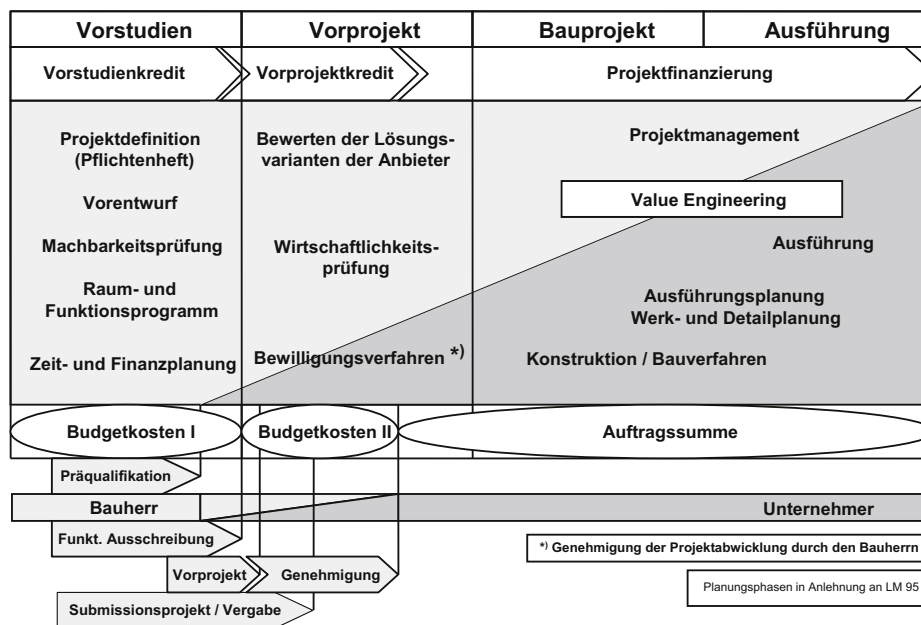 Vorstudien
Vorprojekt
Bauprojekt
Ausführung
Vorstudienkredit
Vorprojektkredit
Projektfinanzierung
Projektdefinition
(Pflichtenheft)
Vorentwurf
Machbarkeitsprüfung
Raum- und
Funktionsprogramm
Zeit- und Finanzplanung
Bewerten der Lösungs-
varianten der Anbieter
Wirtschaftlichkeits-
prüfung
Bewilligungsverfahren *)
Projektmanagement
Value Engineering
Ausführung
Ausführungsplanung
Werk- und Detailplanung
Konstruktion / Bauverfahren
Budgetkosten I
Budgetkosten II
Auftragssumme
Präqualifikation
Bauherr
Unternehmer
Funkt. Ausschreibung
Vorprojekt
Genehmigung
Submissionsprojekt / Vergabe
*) Genehmigung der Projektabwicklung durch den Bauherrn
Planungsphasen in Anlehnung an LM 95